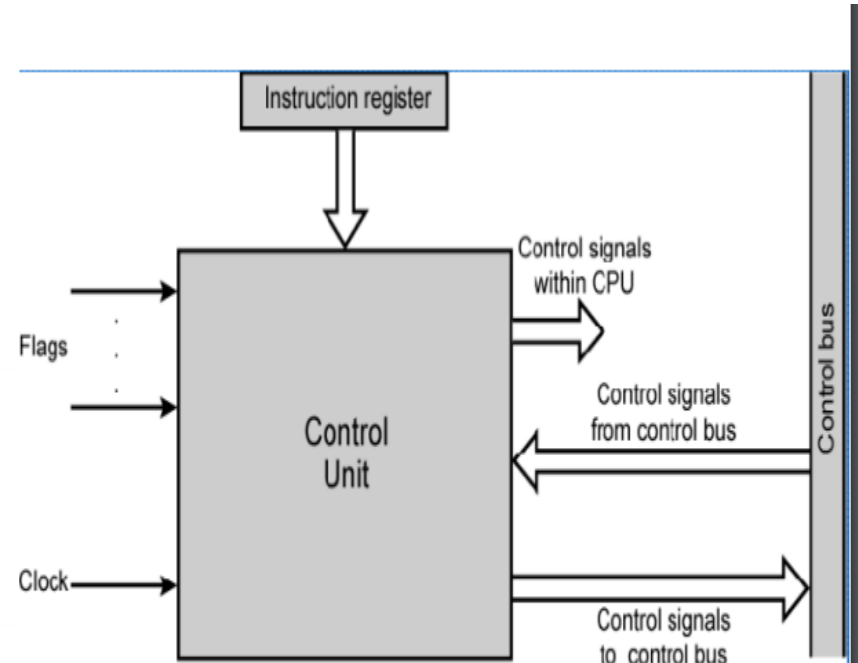 Instruction register
Control signals
within CPU
Flags
Control signals
from control bus
Control bus
Control
Unit
Clock
Control signals
to control bus